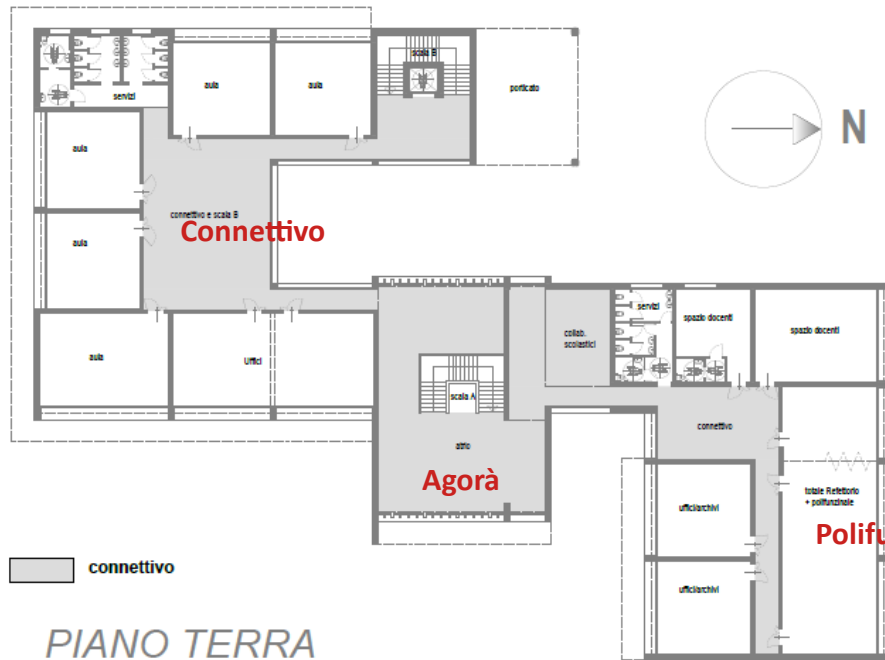 scala B
aula
aula
porticato
servizi
N
aula
connettivo e scala B
Connettivo
aula
servizi
spazio docenti
spazio docenti
collab.
scolastici
aula
Uffici
scala A
connettivo
atrio
Agorà
uffici/archivi
totale Refettorio
+ polifunzinale
Polifu
connettivo
uffici/archivi
PIANO TERRA